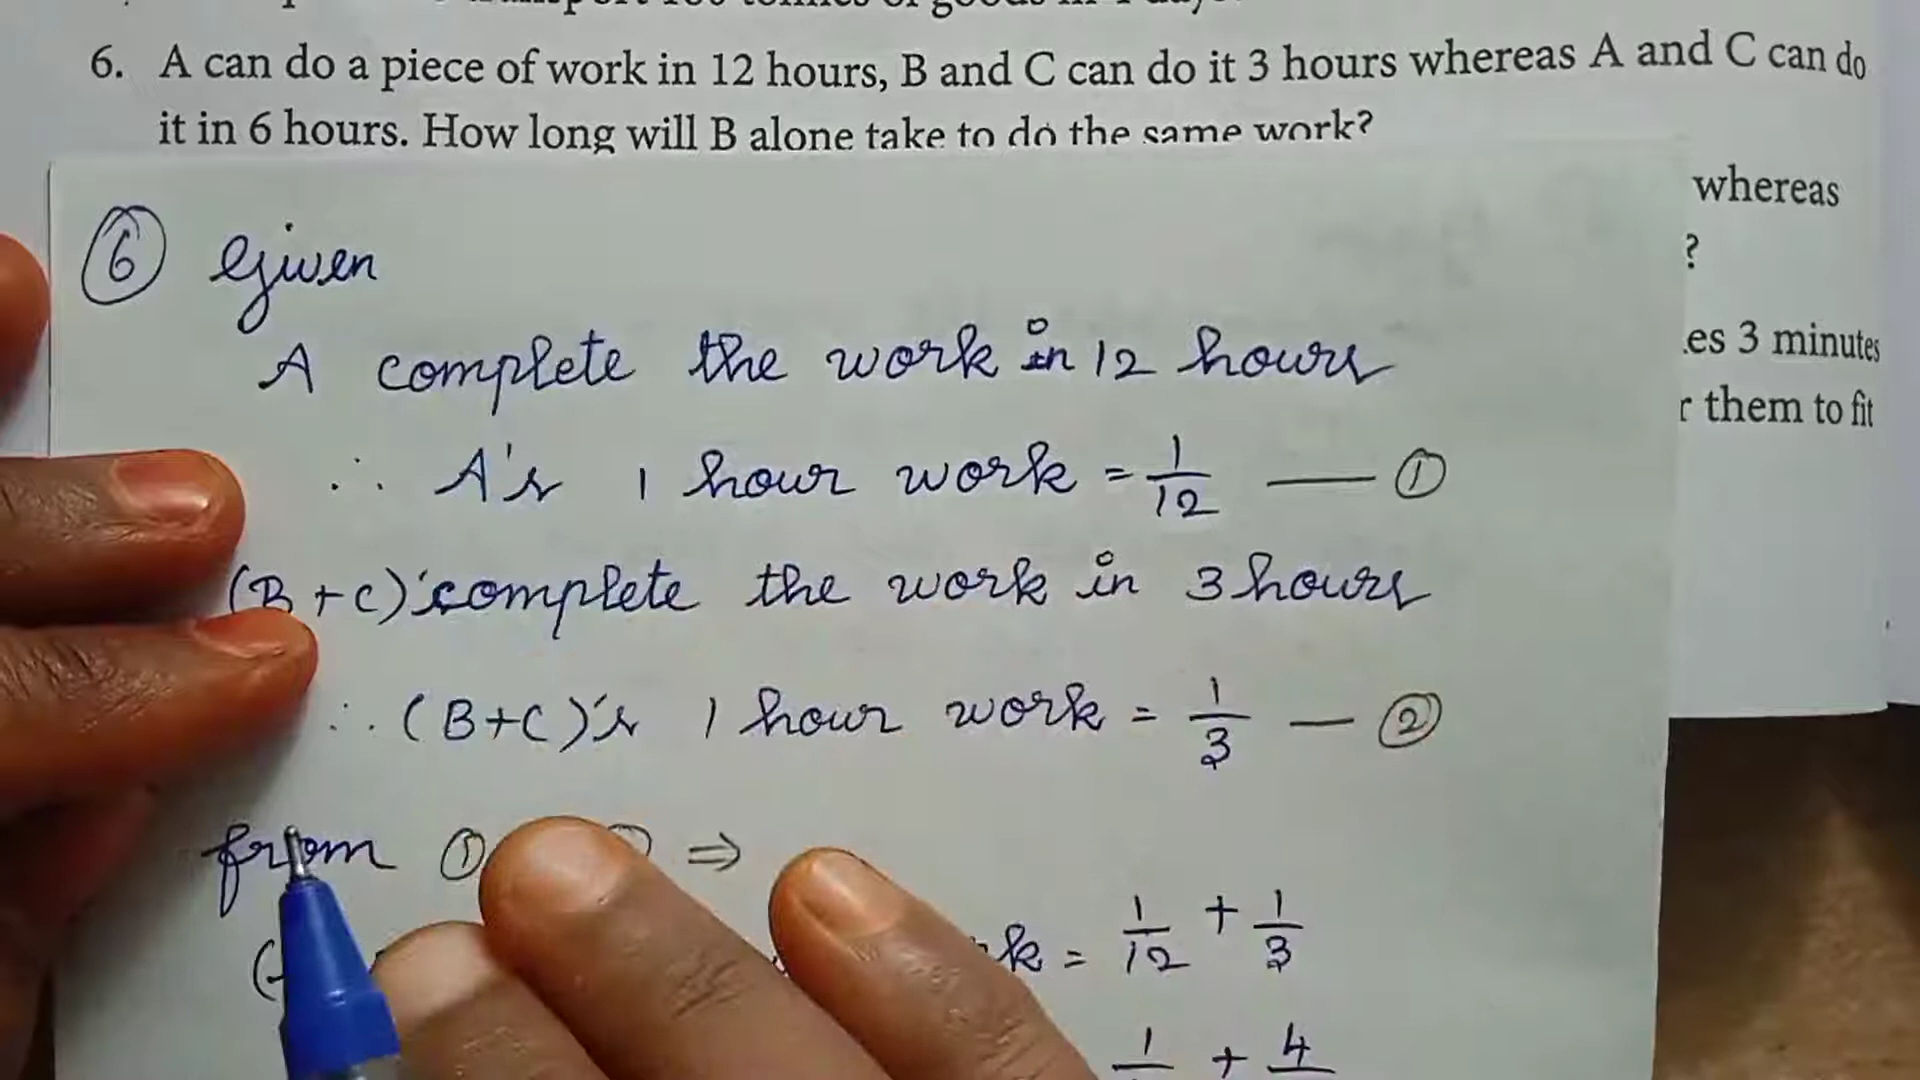 6. A can do a piece of work in 12 hours, B and C can do it 3 hours whereas A and C can do
it in 6 hours. How long will B alone take to do the same work?
whereas
?
es 3 minutes
r them to fit
6 Given
A complete the work in 12 hours
∴ A's 1 hour work = 1/12 — ①
(B+C) complete the work in 3 hours
∴ (B+C)'s 1 hour work = 1/3 — ②
from ① ⇒
k = 1/12 + 1/3
1 + 4